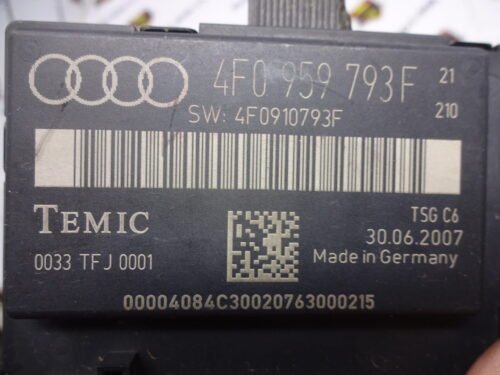 4F0 959 793F 21
SW: 4F0910793F 210
TEMIC TSG C6
30.06.2007
0033 TFJ 0001 Made in Germany
00004084C30020763000215